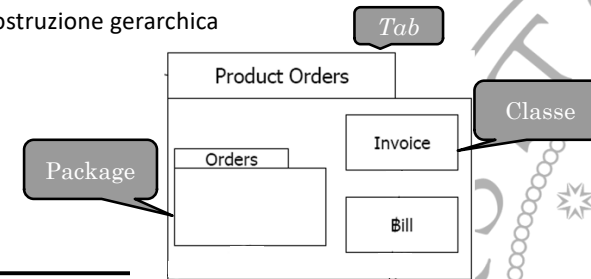 ostruzione gerarchica
Tab
Product Orders
Classe
Invoice
Orders
Package
Bill